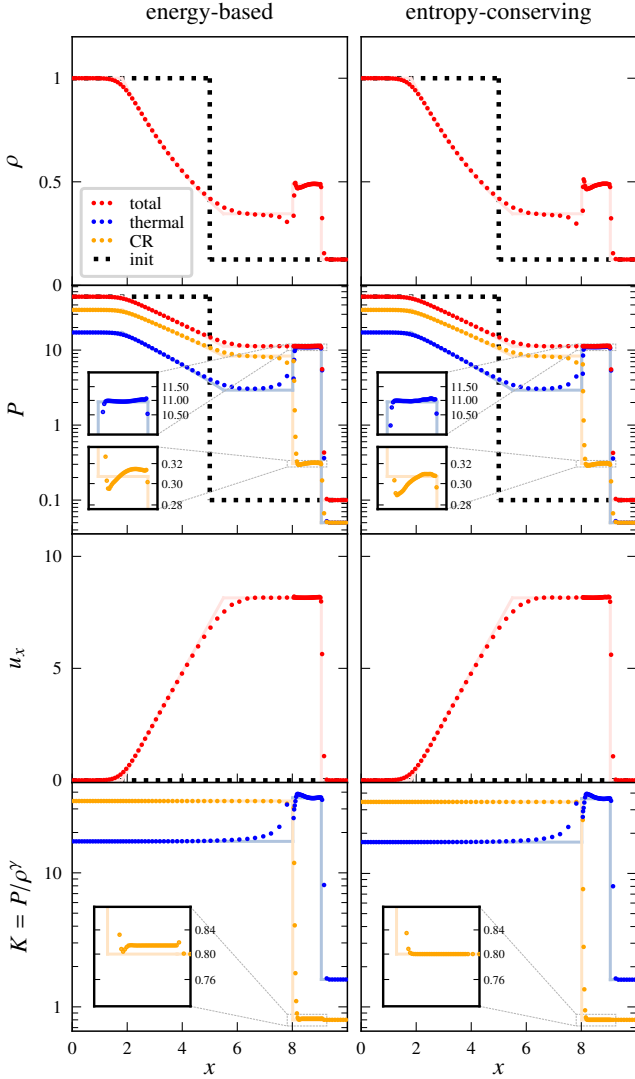 energy-based entropy-conserving
1
ρ
0.5
total
thermal
CR
init
0
10
11.50 11.50
11.00 11.00
10.50 10.50
P
1
0.32 0.32
0.30 0.30
0.28 0.28
0.1
10
u_x
5
0
K = P/ρ^γ
10
0.84 0.84
0.80 0.80
0.76 0.76
1
0 2 4 6 8 0 2 4 6 8
x x